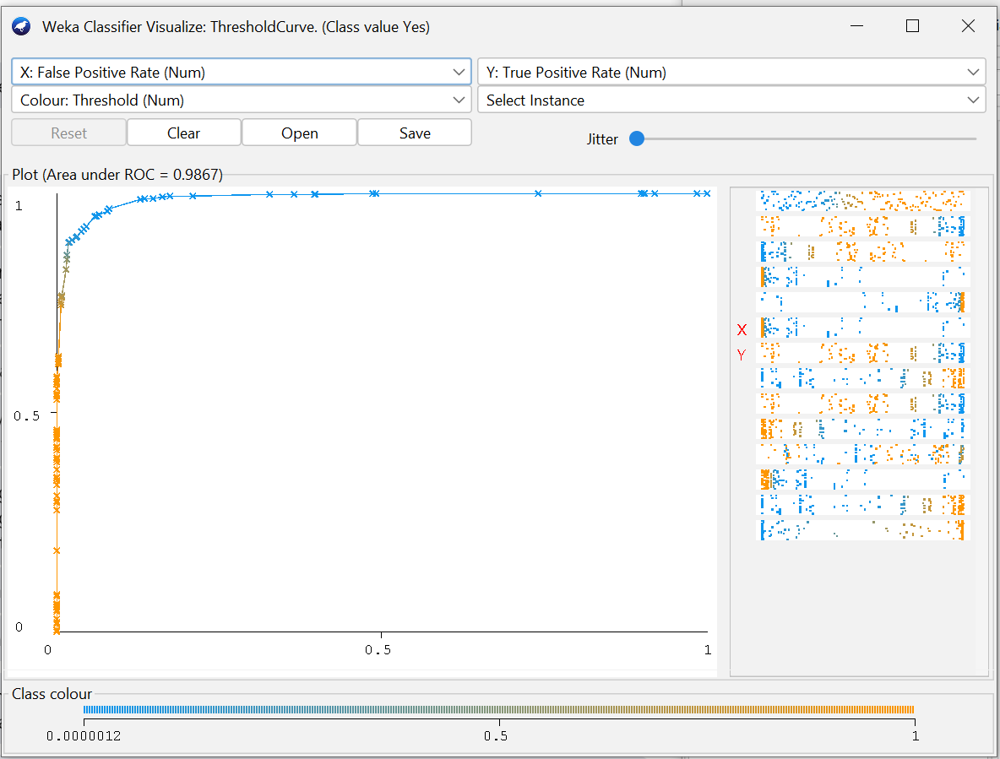 Weka Classifier Visualize: ThresholdCurve. (Class value Yes)
X: False Positive Rate (Num)
Y: True Positive Rate (Num)
Colour: Threshold (Num)
Select Instance
Reset
Clear
Open
Save
Jitter
Plot (Area under ROC = 0.9867)
1
0.5
0
0
0.5
1
X
Y
Class colour
0.0000012
0.5
1